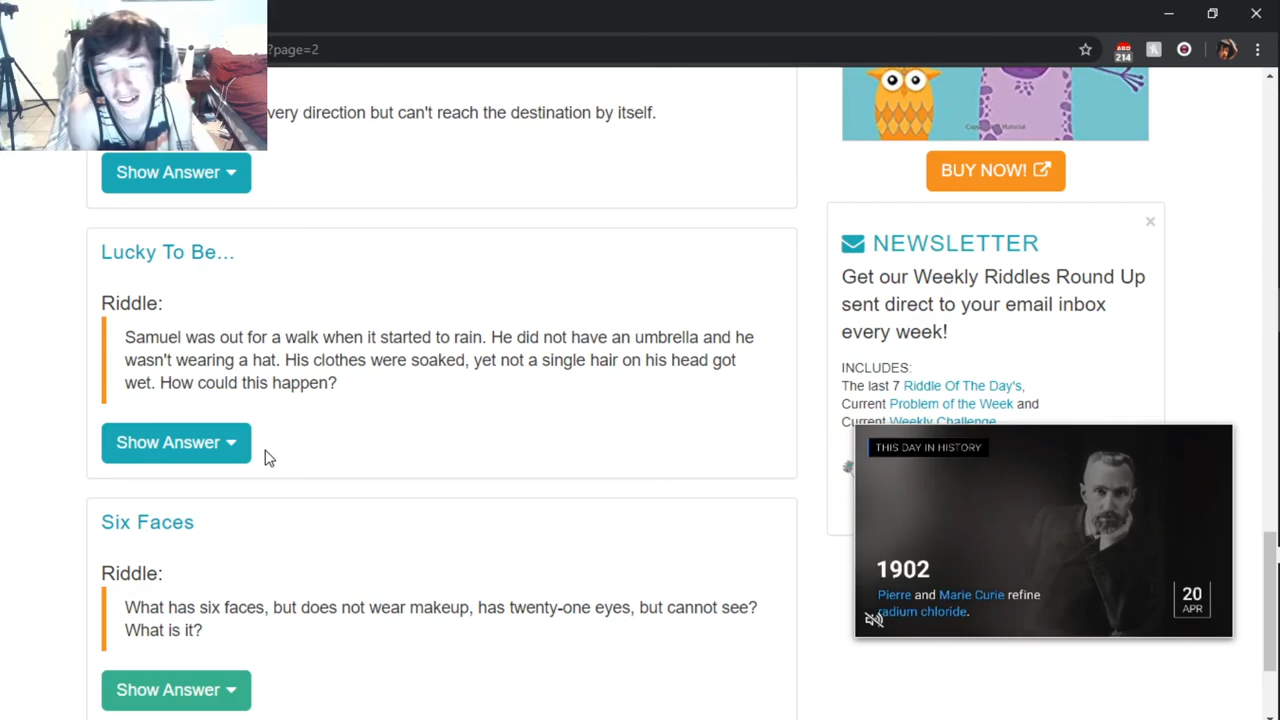 ?page=2
ABD
214
very direction but can't reach the destination by itself.
Show Answer
BUY NOW!
Lucky To Be...
Riddle:
Samuel was out for a walk when it started to rain. He did not have an umbrella and he
wasn't wearing a hat. His clothes were soaked, yet not a single hair on his head got
wet. How could this happen?
Show Answer
Six Faces
Riddle:
What has six faces, but does not wear makeup, has twenty-one eyes, but cannot see?
What is it?
Show Answer
NEWSLETTER
Get our Weekly Riddles Round Up
sent direct to your email inbox
every week!
INCLUDES:
The last 7 Riddle Of The Day's,
Current Problem of the Week and
Current Weekly Challenge.
THIS DAY IN HISTORY
1902
Pierre and Marie Curie refine
radium chloride.
20
APR